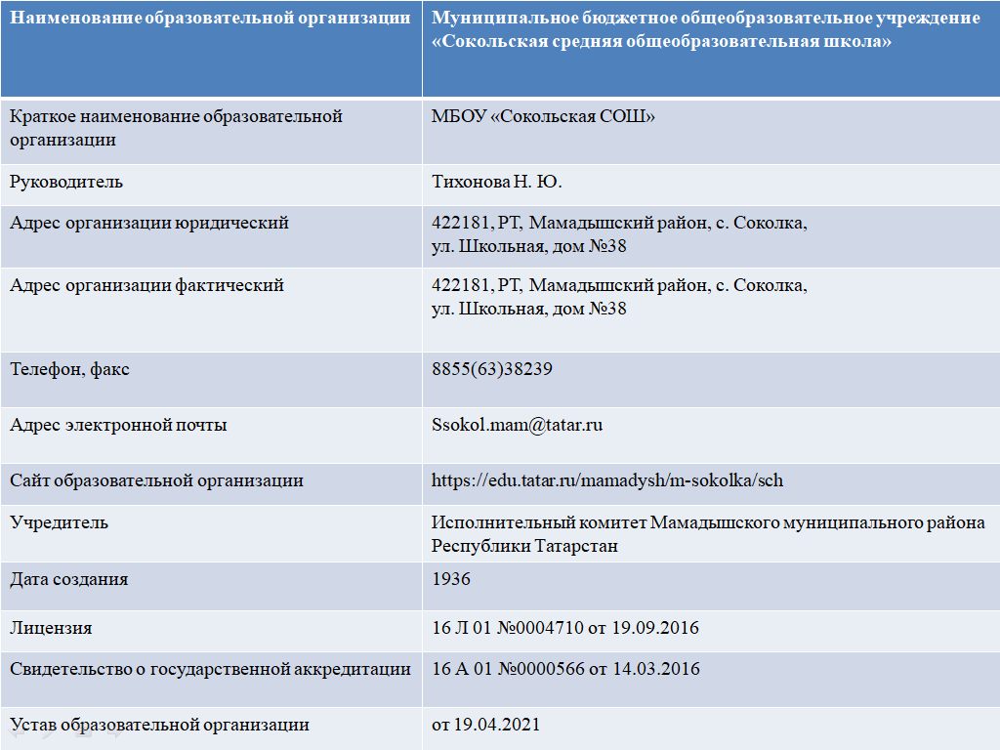 Наименование образовательной организации
Муниципальное бюджетное общеобразовательное учреждение
«Сокольская средняя общеобразовательная школа»
Краткое наименование образовательной
организации
МБОУ «Сокольская СОШ»
Руководитель
Тихонова Н. Ю.
Адрес организации юридический
422181, РТ, Мамадышский район, с. Соколка,
ул. Школьная, дом №38
Адрес организации фактический
422181, РТ, Мамадышский район, с. Соколка,
ул. Школьная, дом №38
Телефон, факс
8855(63)38239
Адрес электронной почты
Ssokol.mam@tatar.ru
Сайт образовательной организации
https://edu.tatar.ru/mamadysh/m-sokolka/sch
Учредитель
Исполнительный комитет Мамадышского муниципального района
Республики Татарстан
Дата создания
1936
Лицензия
16 Л 01 №0004710 от 19.09.2016
Свидетельство о государственной аккредитации
16 А 01 №0000566 от 14.03.2016
Устав образовательной организации
от 19.04.2021